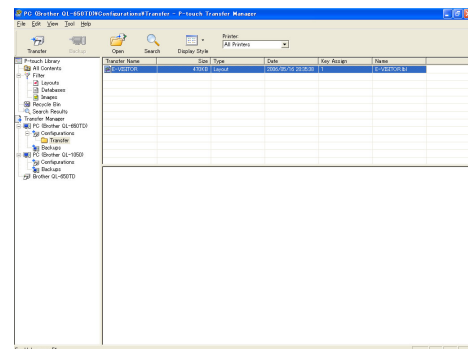 PC (Brother QL-650TD)¥Configurations¥Transfer - P-touch Transfer Manager
File Edit View Tool Help
Transfer Backup Open Search Display Style
Printer
All Printers
P-touch Library
All Contents
Filter
Layouts
Databases
Images
Recycle Bin
Search Results
Transfer Manager
PC (Brother QL-650TD)
Configurations
Transfer
Backups
PC (Brother QL-1050)
Configurations
Backups
Brother QL-650TD
Transfer Name Size Type Date Key Assign Name
E-VISITOR Layout 1 E-VISITOR.lbl